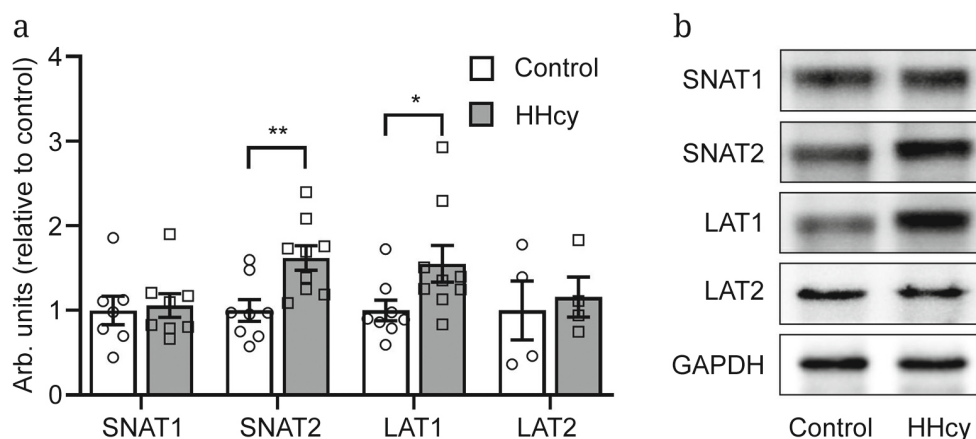 a
Arb. units (relative to control)
4
3
2
1
0
Control
HHcy
**
*
SNAT1 SNAT2 LAT1 LAT2
b
SNAT1
SNAT2
LAT1
LAT2
GAPDH
Control HHcy